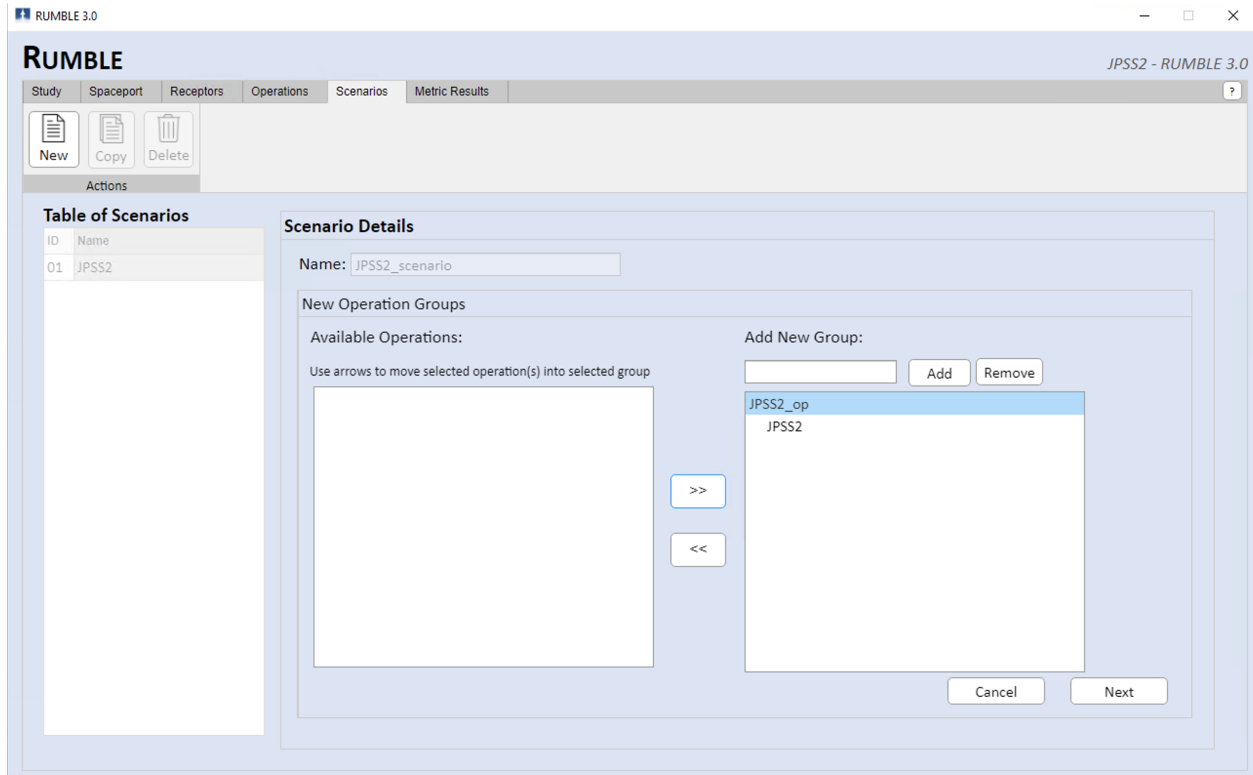 RUMBLE 3.0
RUMBLE
JPSS2 - RUMBLE 3.0
Study Spaceport Receptors Operations Scenarios Metric Results ?
New Copy Delete
Actions
Table of Scenarios
ID Name
01 JPSS2
Scenario Details
Name: JPSS2_scenario
New Operation Groups
Available Operations:
Use arrows to move selected operation(s) into selected group
>>
<<
Add New Group:
Add Remove
JPSS2_op
JPSS2
Cancel Next